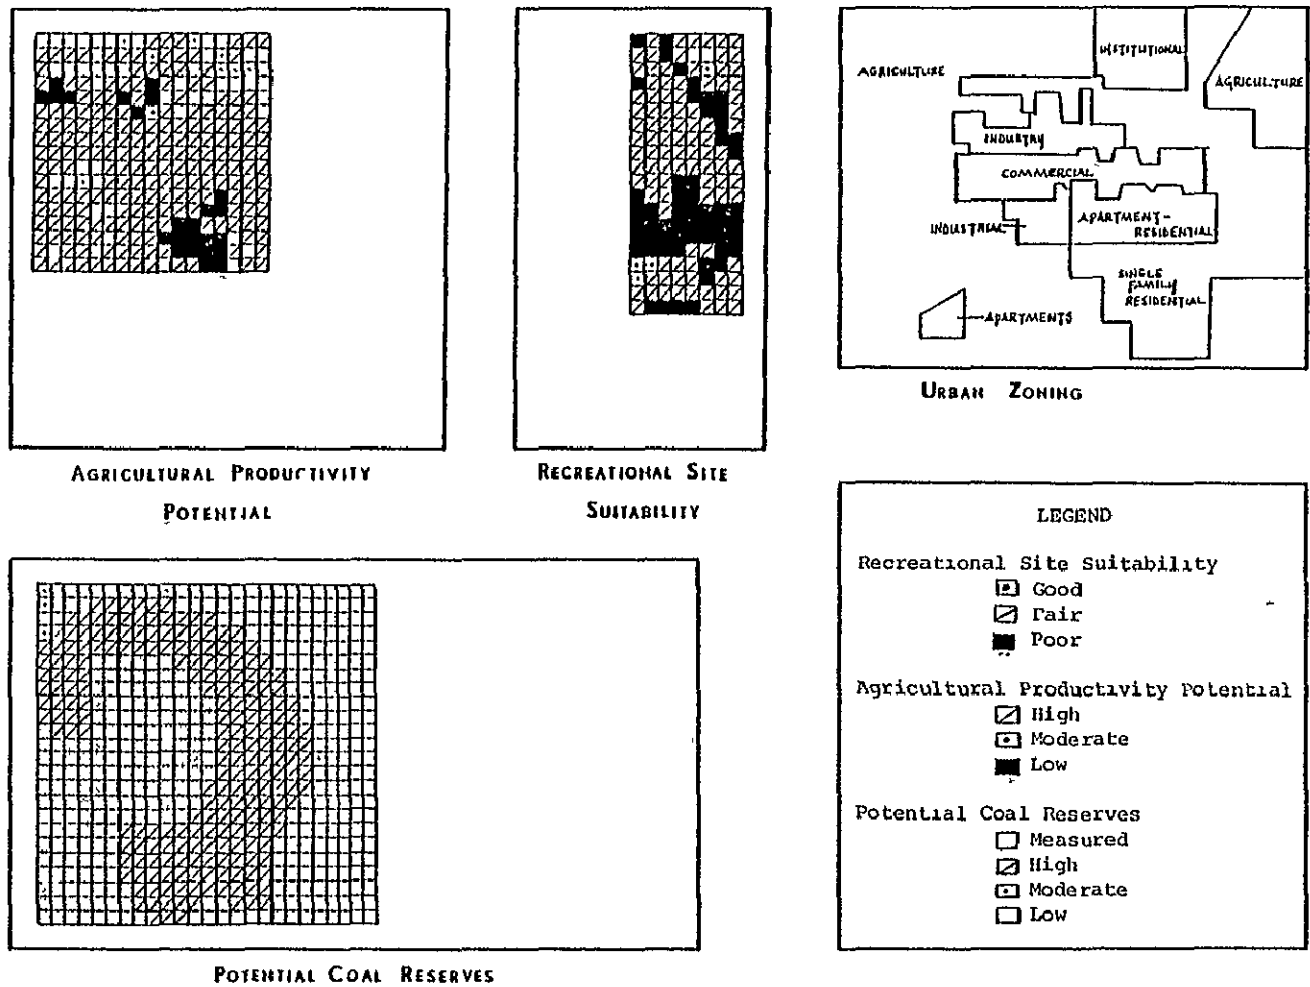 INSTITUTIONAL
AGRICULTURE
AGRICULTURE
INDUSTRY
COMMERCIAL
INDUSTRIAL
APARTMENT-
RESIDENTIAL
SINGLE
FAMILY
RESIDENTIAL
APARTMENTS
URBAN ZONING
AGRICULTURAL PRODUCTIVITY
POTENTIAL
RECREATIONAL SITE
SUITABILITY
LEGEND
Recreational Site Suitability
Good
Fair
Poor
Agricultural Productivity Potential
High
Moderate
Low
Potential Coal Reserves
Measured
High
Moderate
Low
POTENTIAL COAL RESERVES